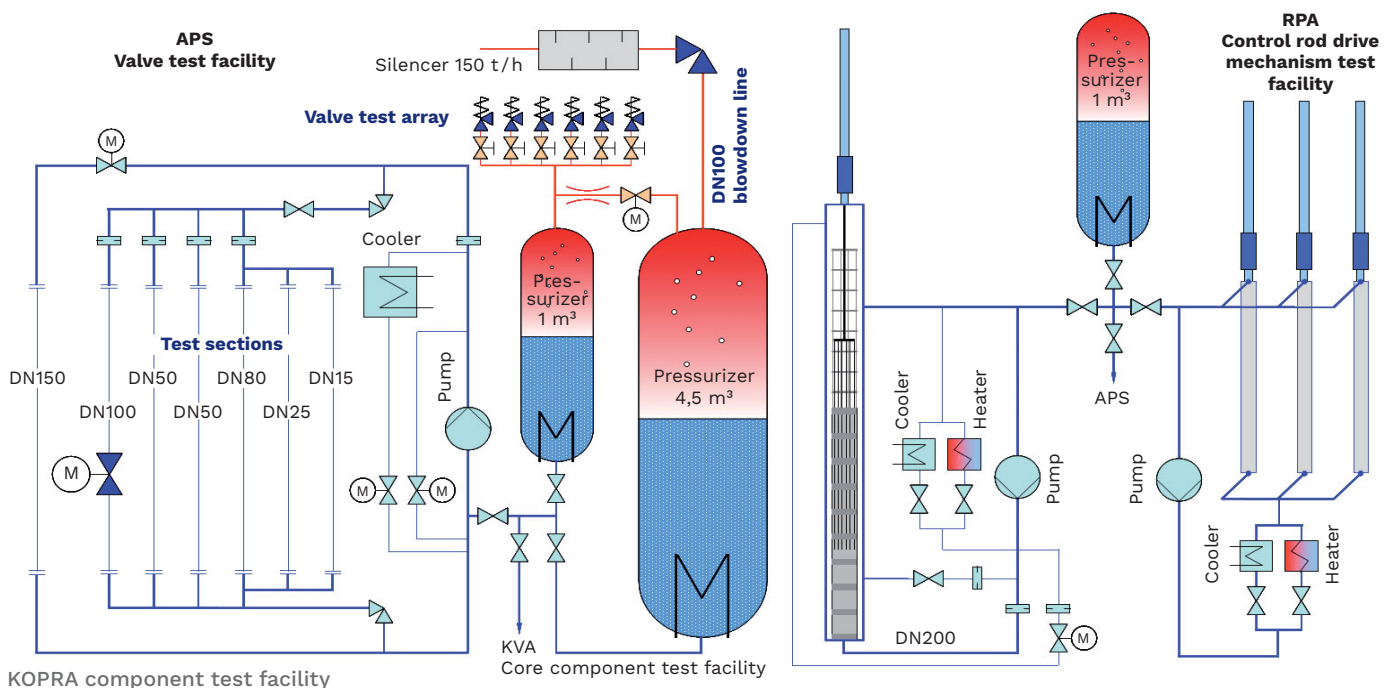 APS
Valve test facility
Silencer 150 t/h
Valve test array
DN100
blowdown line
M
M
Cooler
Pres-
surizer
1 m³
Pressurizer
4,5 m³
Test sections
DN150
DN50
DN80
DN15
DN100
DN50
DN25
Pump
M
M
M
KVA
Core component test facility
KOPRA component test facility
Pres-
surizer
1 m³
RPA
Control rod drive
mechanism test
facility
APS
Cooler
Heater
Pump
Pump
DN200
M
Cooler
Heater